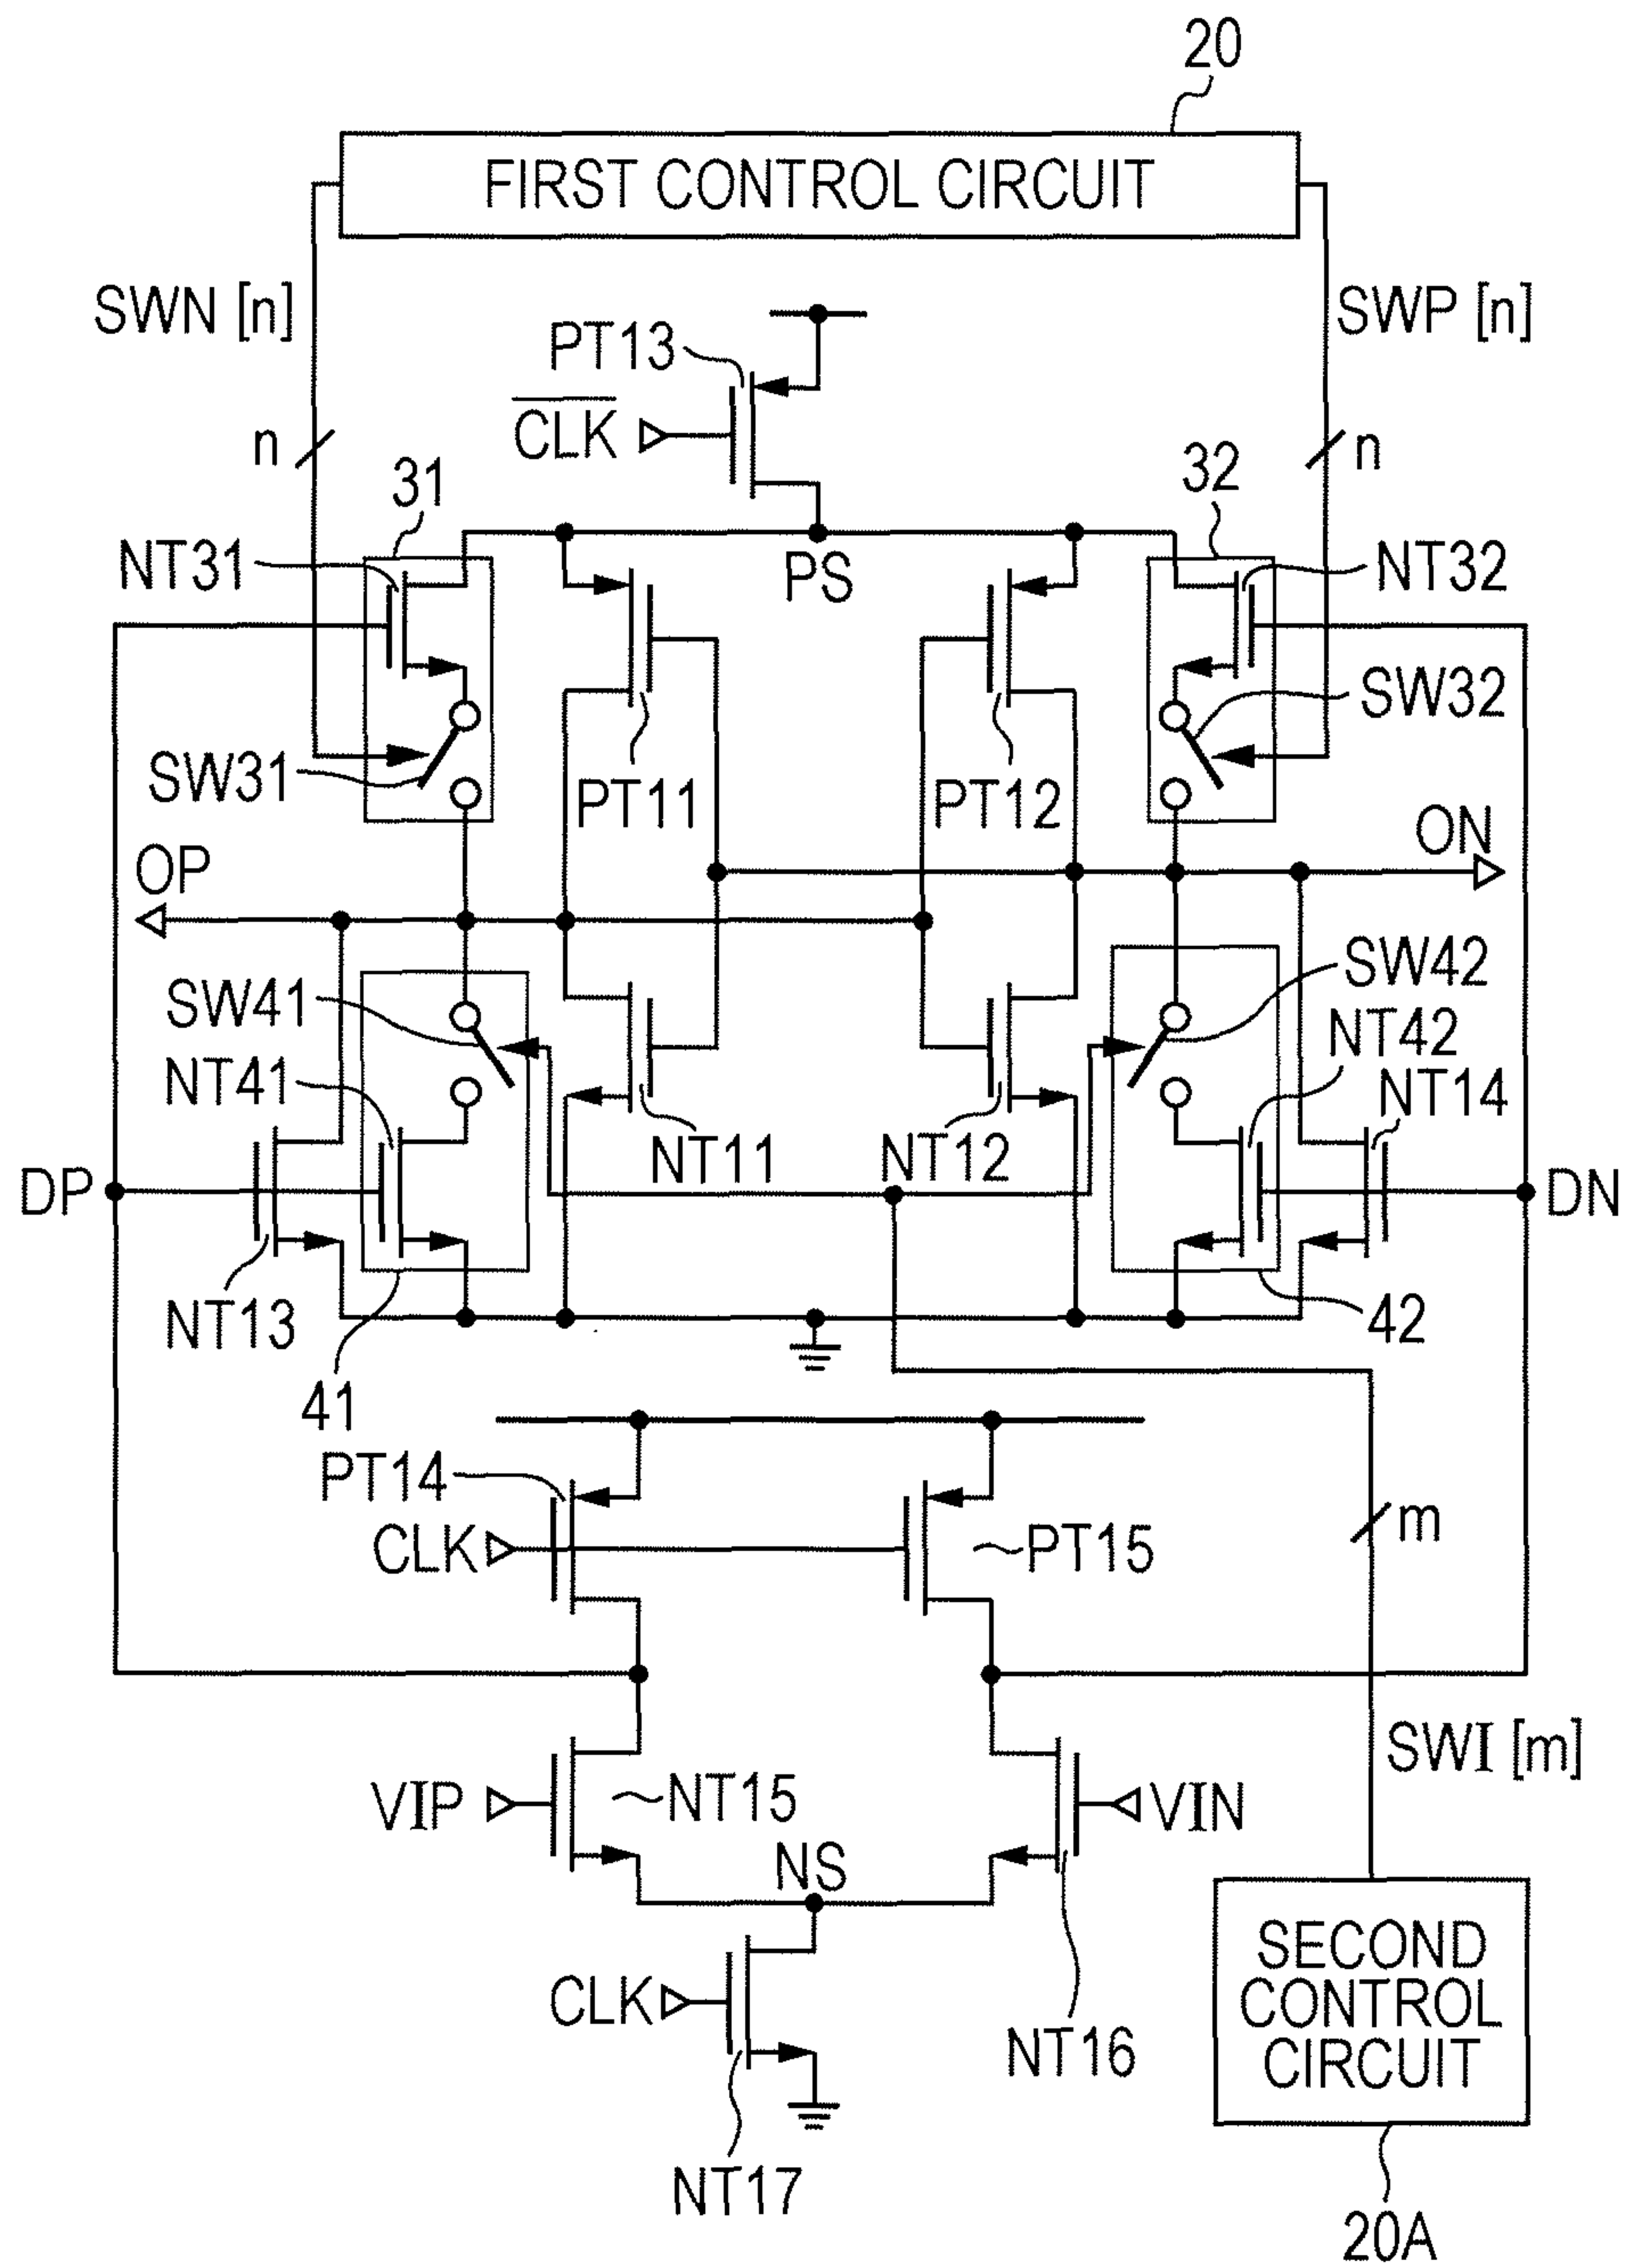 20
FIRST CONTROL CIRCUIT
SWN [n]
SWP [n]
PT13
CLK
n
n
31
32
NT31
PS
NT32
SW32
SW31
PT11
PT12
OP
ON
SW41
SW42
NT41
NT42
NT14
NT11
NT12
DP
DN
NT13
42
41
PT14
m
CLK
PT15
SWI [m]
VIP
NT15
VIN
NS
SECOND
CONTROL
CIRCUIT
CLK
NT16
NT17
20A